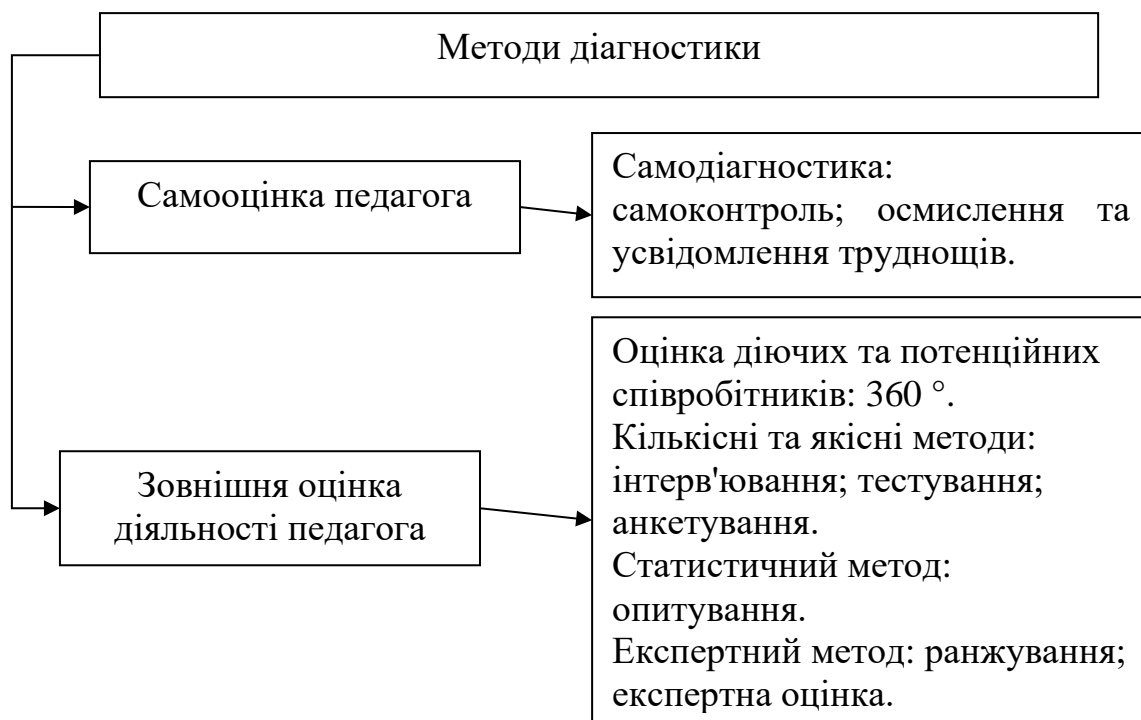 Методи діагностики
Самооцінка педагога
Самодіагностика:
самоконтроль; осмислення та
усвідомлення труднощів.
Зовнішня оцінка
діяльності педагога
Оцінка діючих та потенційних
співробітників: 360 °.
Кількісні та якісні методи:
інтерв'ювання; тестування;
анкетування.
Статистичний метод:
опитування.
Експертний метод: ранжування;
експертна оцінка.